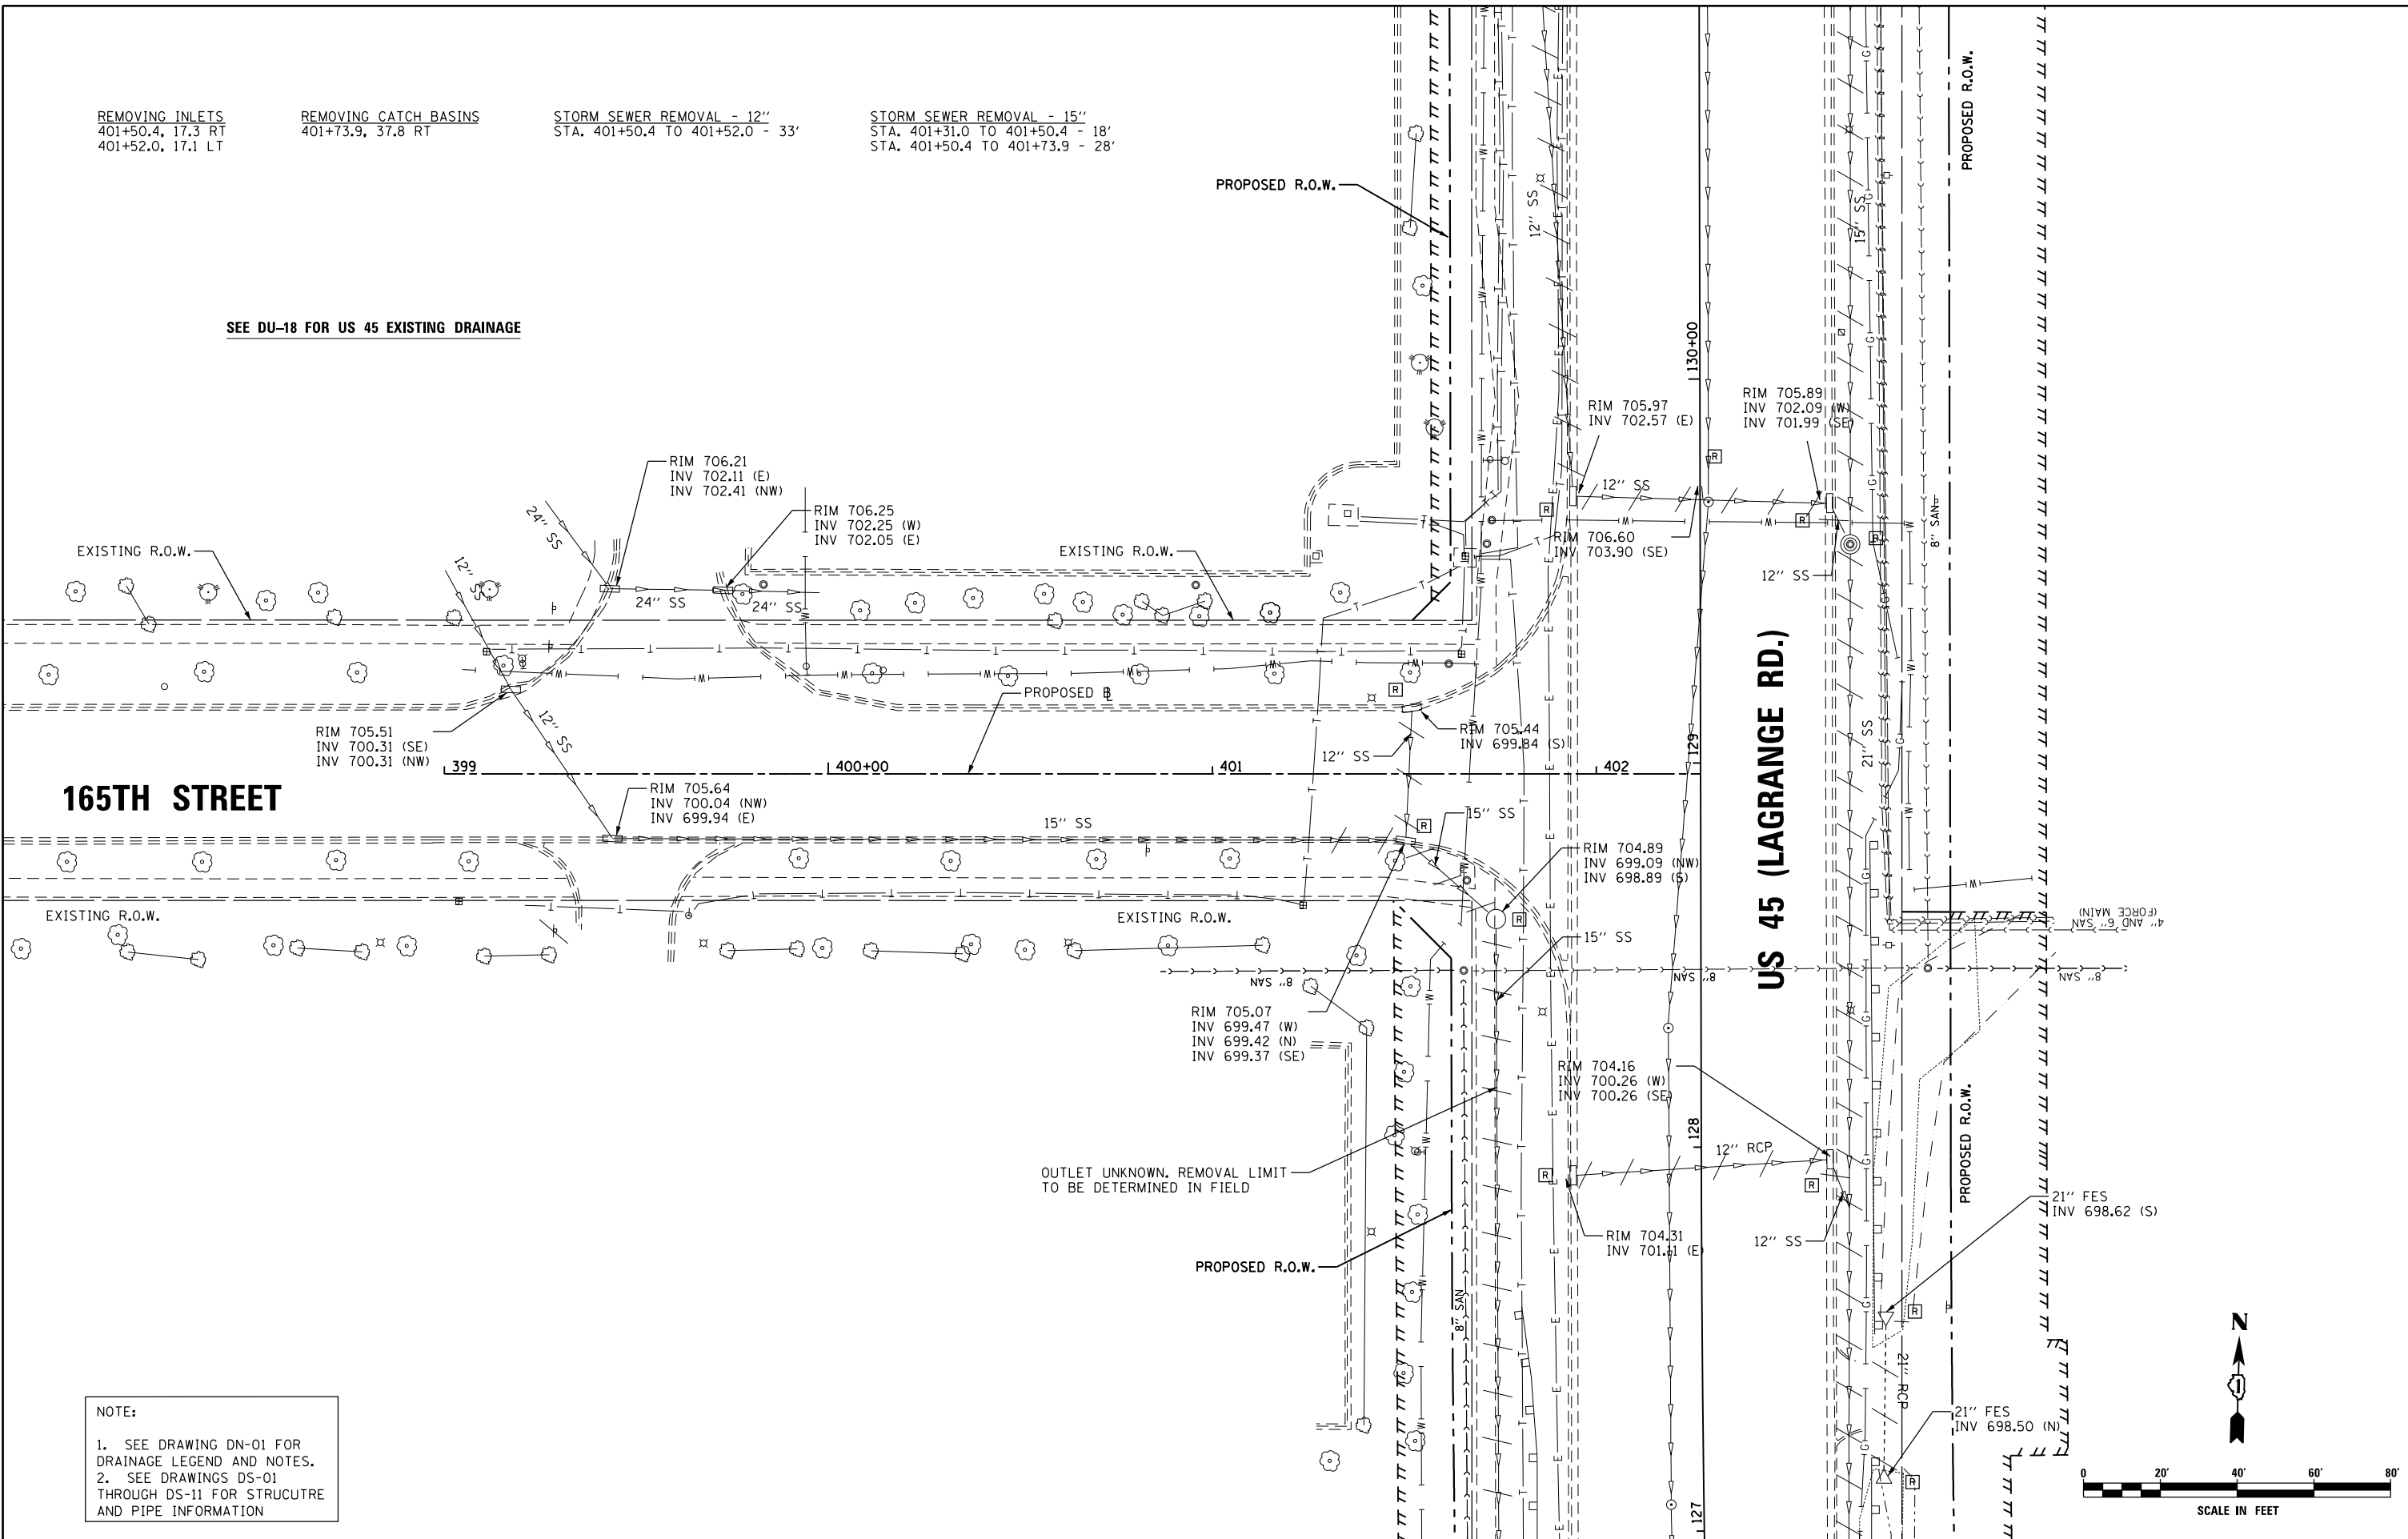 REMOVING INLETS
401+50.4, 17.3 RT
401+52.0, 17.1 LT
REMOVING CATCH BASINS
401+73.9, 37.8 RT
STORM SEWER REMOVAL - 12"
STA. 401+50.4 TO 401+52.0 - 33'
STORM SEWER REMOVAL - 15"
STA. 401+31.0 TO 401+50.4 - 18'
STA. 401+50.4 TO 401+73.9 - 28'
PROPOSED R.O.W.
PROPOSED R.O.W.
12" SS
15" SS
SEE DU-18 FOR US 45 EXISTING DRAINAGE
130+00
RIM 705.97
INV 702.57 (E)
RIM 705.89
INV 702.09 (W)
INV 701.99 (SE)
RIM 706.21
INV 702.11 (E)
INV 702.41 (NW)
RIM 706.25
INV 702.25 (W)
INV 702.05 (E)
24" SS
12" SS
EXISTING R.O.W.
EXISTING R.O.W.
12" SS
RIM 706.60
INV 703.90 (SE)
8" SAN
12" SS
24" SS
24" SS
PROPOSED B
L
12" SS
RIM 705.51
INV 700.31 (SE)
INV 700.31 (NW)
RIM 705.44
INV 699.84 (S)
12" SS
21" SS
129
399
400+00
401
402
165TH STREET
RIM 705.64
INV 700.04 (NW)
INV 699.94 (E)
15" SS
15" SS
US 45 (LAGRANGE RD.)
RIM 704.89
INV 699.09 (NW)
INV 698.89 (S)
EXISTING R.O.W.
EXISTING R.O.W.
4" AND 6" SAN
(FORCE MAIN)
15" SS
8" SAN
8" SAN
8" SAN
RIM 705.07
INV 699.47 (W)
INV 699.42 (N)
INV 699.37 (SE)
RIM 704.16
INV 700.26 (W)
INV 700.26 (SE)
128
PROPOSED R.O.W.
12" RCP
OUTLET UNKNOWN. REMOVAL LIMIT
TO BE DETERMINED IN FIELD
21" FES
INV 698.62 (S)
RIM 704.31
INV 701.11 (E)
12" SS
PROPOSED R.O.W.
8" SAN
21" RCP
21" FES
INV 698.50 (N)
127
NOTE:
1. SEE DRAWING DN-01 FOR
DRAINAGE LEGEND AND NOTES.
2. SEE DRAWINGS DS-01
THROUGH DS-11 FOR STRUCUTRE
AND PIPE INFORMATION
N
0 20' 40' 60' 80'
SCALE IN FEET